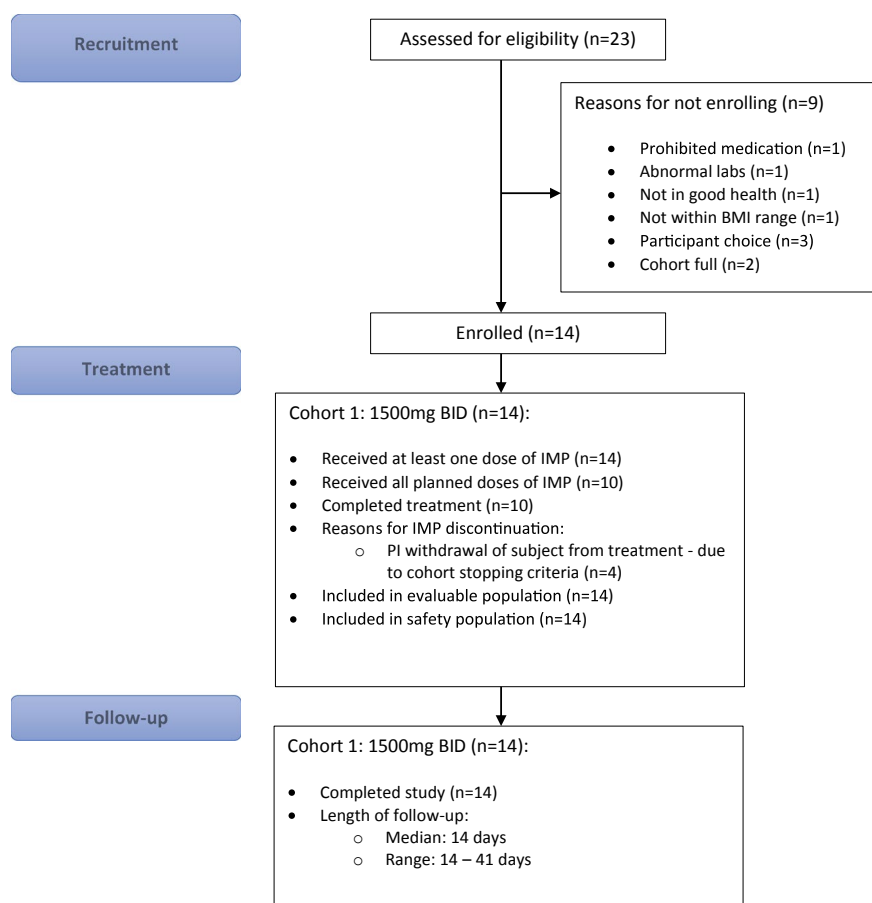 Recruitment
Assessed for eligibility (n=23)
Reasons for not enrolling (n=9)
• Prohibited medication (n=1)
• Abnormal labs (n=1)
• Not in good health (n=1)
• Not within BMI range (n=1)
• Participant choice (n=3)
• Cohort full (n=2)
Enrolled (n=14)
Treatment
Cohort 1: 1500mg BID (n=14):
• Received at least one dose of IMP (n=14)
• Received all planned doses of IMP (n=10)
• Completed treatment (n=10)
• Reasons for IMP discontinuation:
o PI withdrawal of subject from treatment - due
to cohort stopping criteria (n=4)
• Included in evaluable population (n=14)
• Included in safety population (n=14)
Follow-up
Cohort 1: 1500mg BID (n=14):
• Completed study (n=14)
• Length of follow-up:
o Median: 14 days
o Range: 14 – 41 days